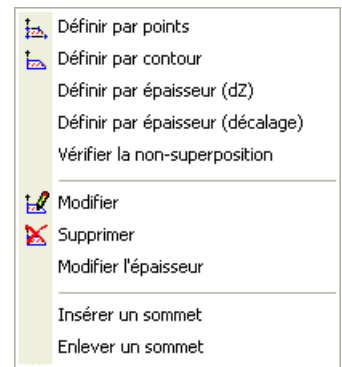 Définir par points
Définir par contour
Définir par épaisseur (dZ)
Définir par épaisseur (décalage)
Vérifier la non-superposition
Modifier
Supprimer
Modifier l'épaisseur
Insérer un sommet
Enlever un sommet